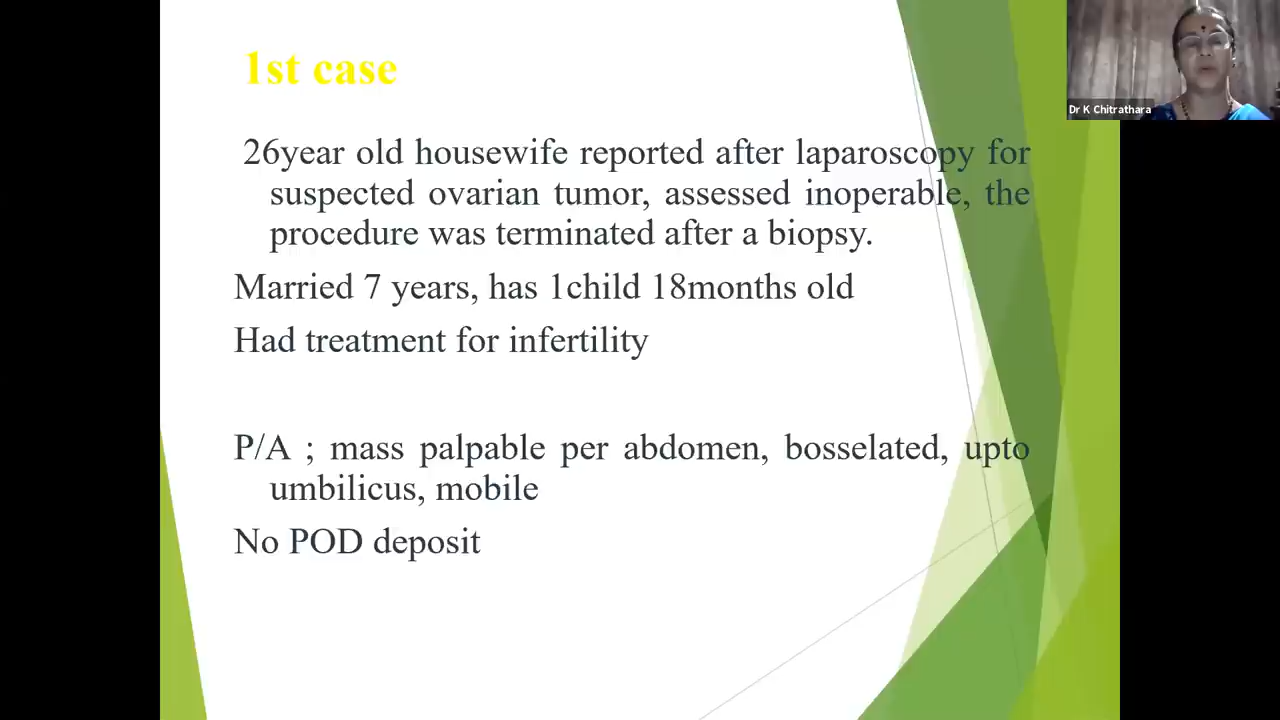 1st case
Dr K Chitrathara
26year old housewife reported after laparoscopy for
suspected ovarian tumor, assessed inoperable, the
procedure was terminated after a biopsy.
Married 7 years, has 1child 18months old
Had treatment for infertility
P/A ; mass palpable per abdomen, bosselated, upto
umbilicus, mobile
No POD deposit